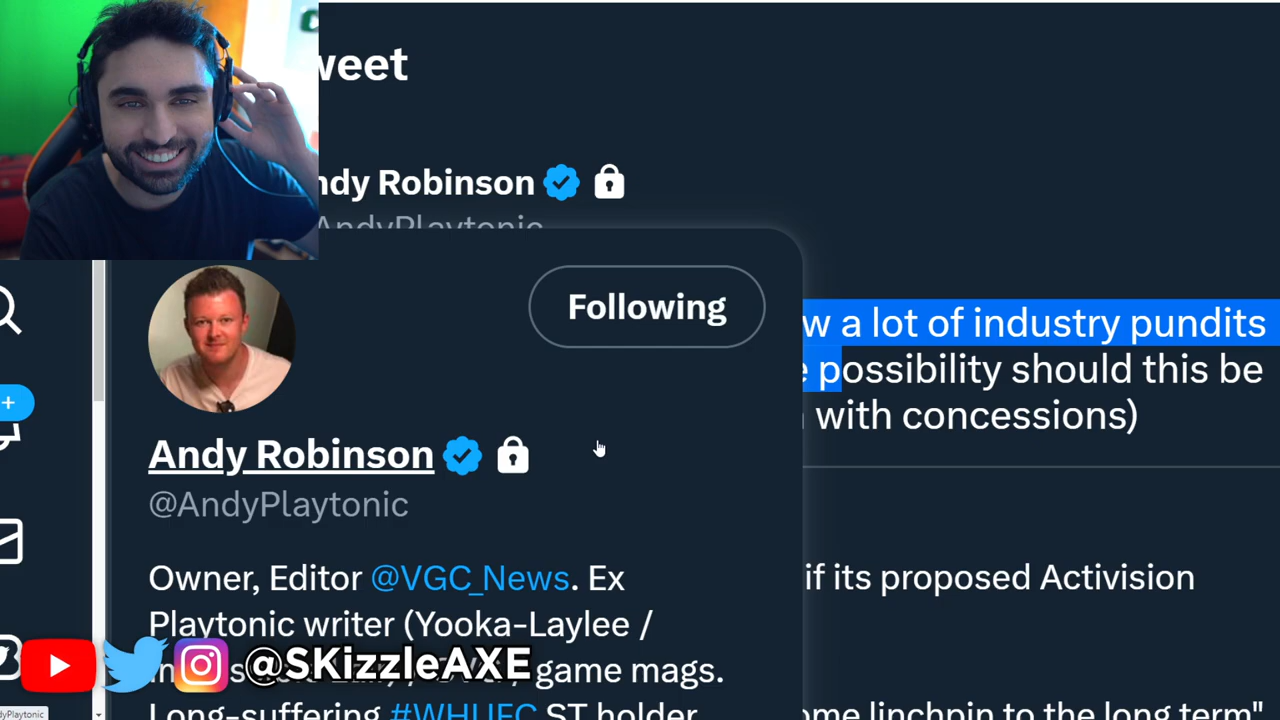 weet
ndy Robinson
AndyPlaytonic
Following
w a lot of industry pundits
possibility should this be
with concessions)
Andy Robinson
@AndyPlaytonic
Owner, Editor @VGC_News. Ex
if its proposed Activision
Playtonic writer (Yooka-Laylee /
@SKizzleAXE
game mags.
Long-suffering #WHUFC ST holder
ome linchpin to the long term"